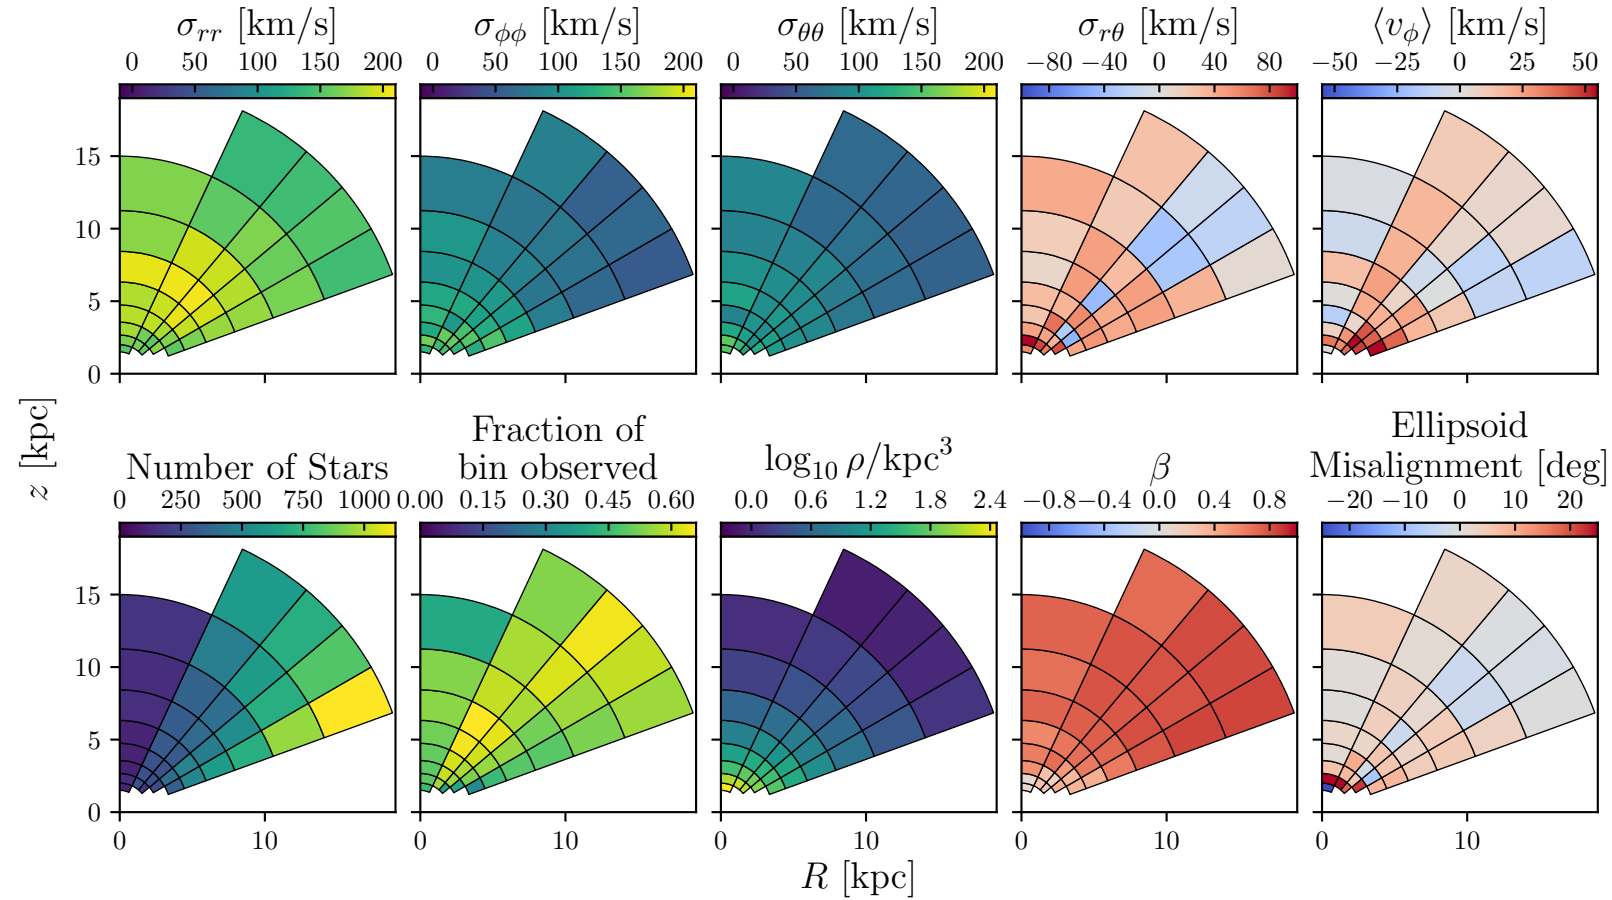 σrr [km/s] σϕϕ [km/s] σθθ [km/s] σrθ [km/s] ⟨vϕ⟩ [km/s]
0 50 100 150 200 0 50 100 150 200 0 50 100 150 200 −80 −40 0 40 80 −50 −25 0 25 50
15
10
5
0
z [kpc]
Number of Stars
Fraction of
bin observed
log10 ρ/kpc3
β
Ellipsoid
Misalignment [deg]
0 250 500 750 1000 0.00 0.15 0.30 0.45 0.60 0.0 0.6 1.2 1.8 2.4 −0.8 −0.4 0.0 0.4 0.8 −20 −10 0 10 20
15
10
5
0
0 10 0 10 0 10 0 10 0 10
R [kpc]